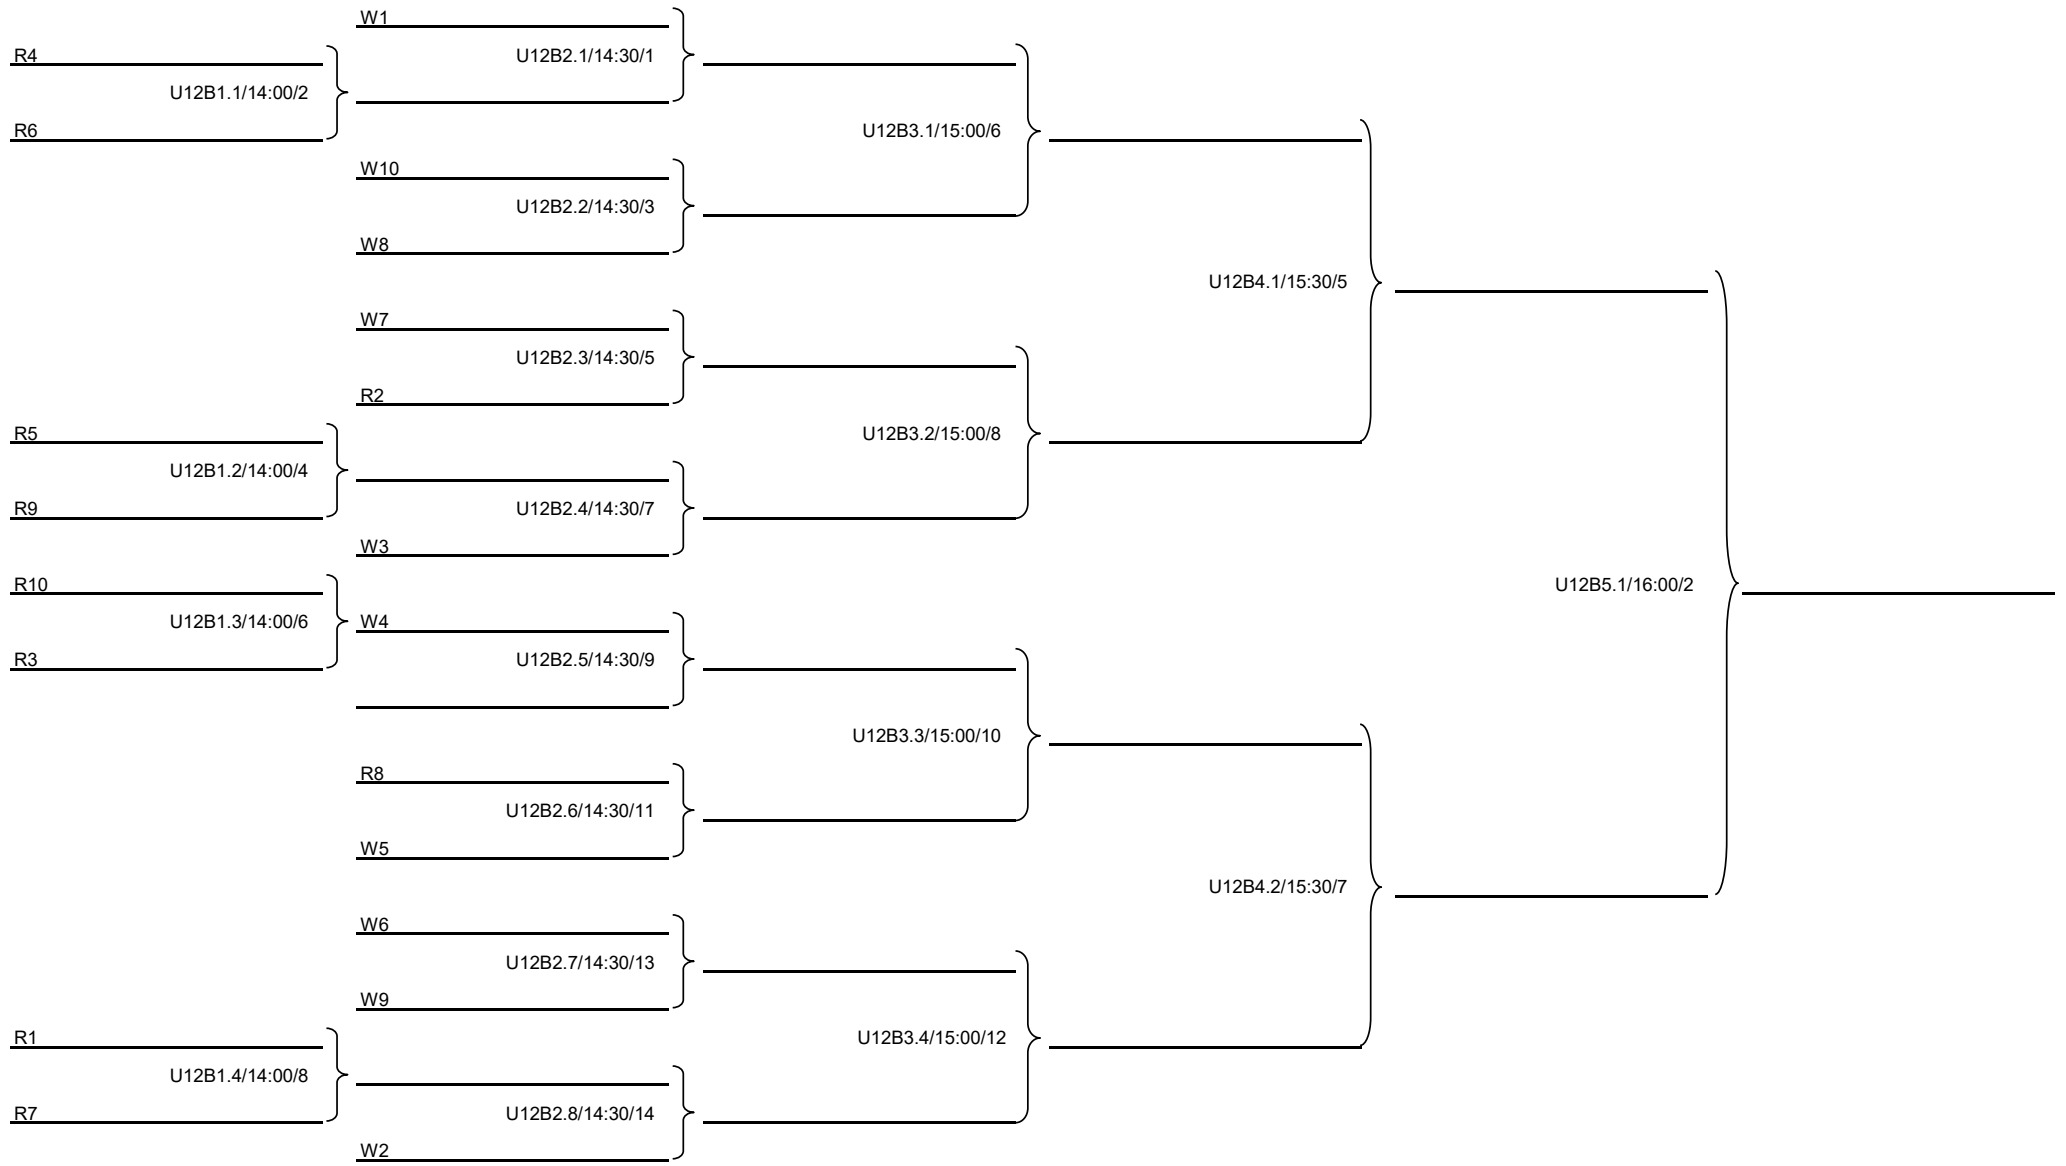 W1
R4
U12B2.1/14:30/1
U12B1.1/14:00/2
R6
U12B3.1/15:00/6
W10
U12B2.2/14:30/3
W8
U12B4.1/15:30/5
W7
U12B2.3/14:30/5
R2
R5
U12B3.2/15:00/8
U12B1.2/14:00/4
R9
U12B2.4/14:30/7
W3
R10
U12B5.1/16:00/2
U12B1.3/14:00/6
W4
R3
U12B2.5/14:30/9
U12B3.3/15:00/10
R8
U12B2.6/14:30/11
W5
U12B4.2/15:30/7
W6
U12B2.7/14:30/13
W9
R1
U12B3.4/15:00/12
U12B1.4/14:00/8
R7
U12B2.8/14:30/14
W2